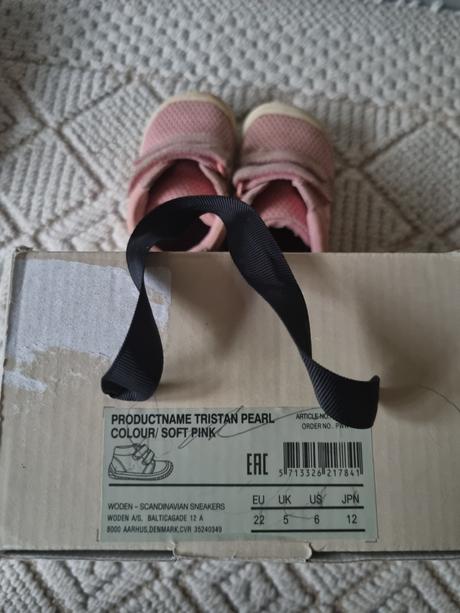 PRODUCTNAME TRISTAN PEARL
COLOUR/ SOFT PINK
ARTICLE-NO.
ORDER NO.
EAC
5 713326 217841
EU UK US JPN
22 5 6 12
WODEN – SCANDINAVIAN SNEAKERS
WODEN A/S, BALTICAGADE 12 A
8000 AARHUS,DENMARK,CVR 35240349